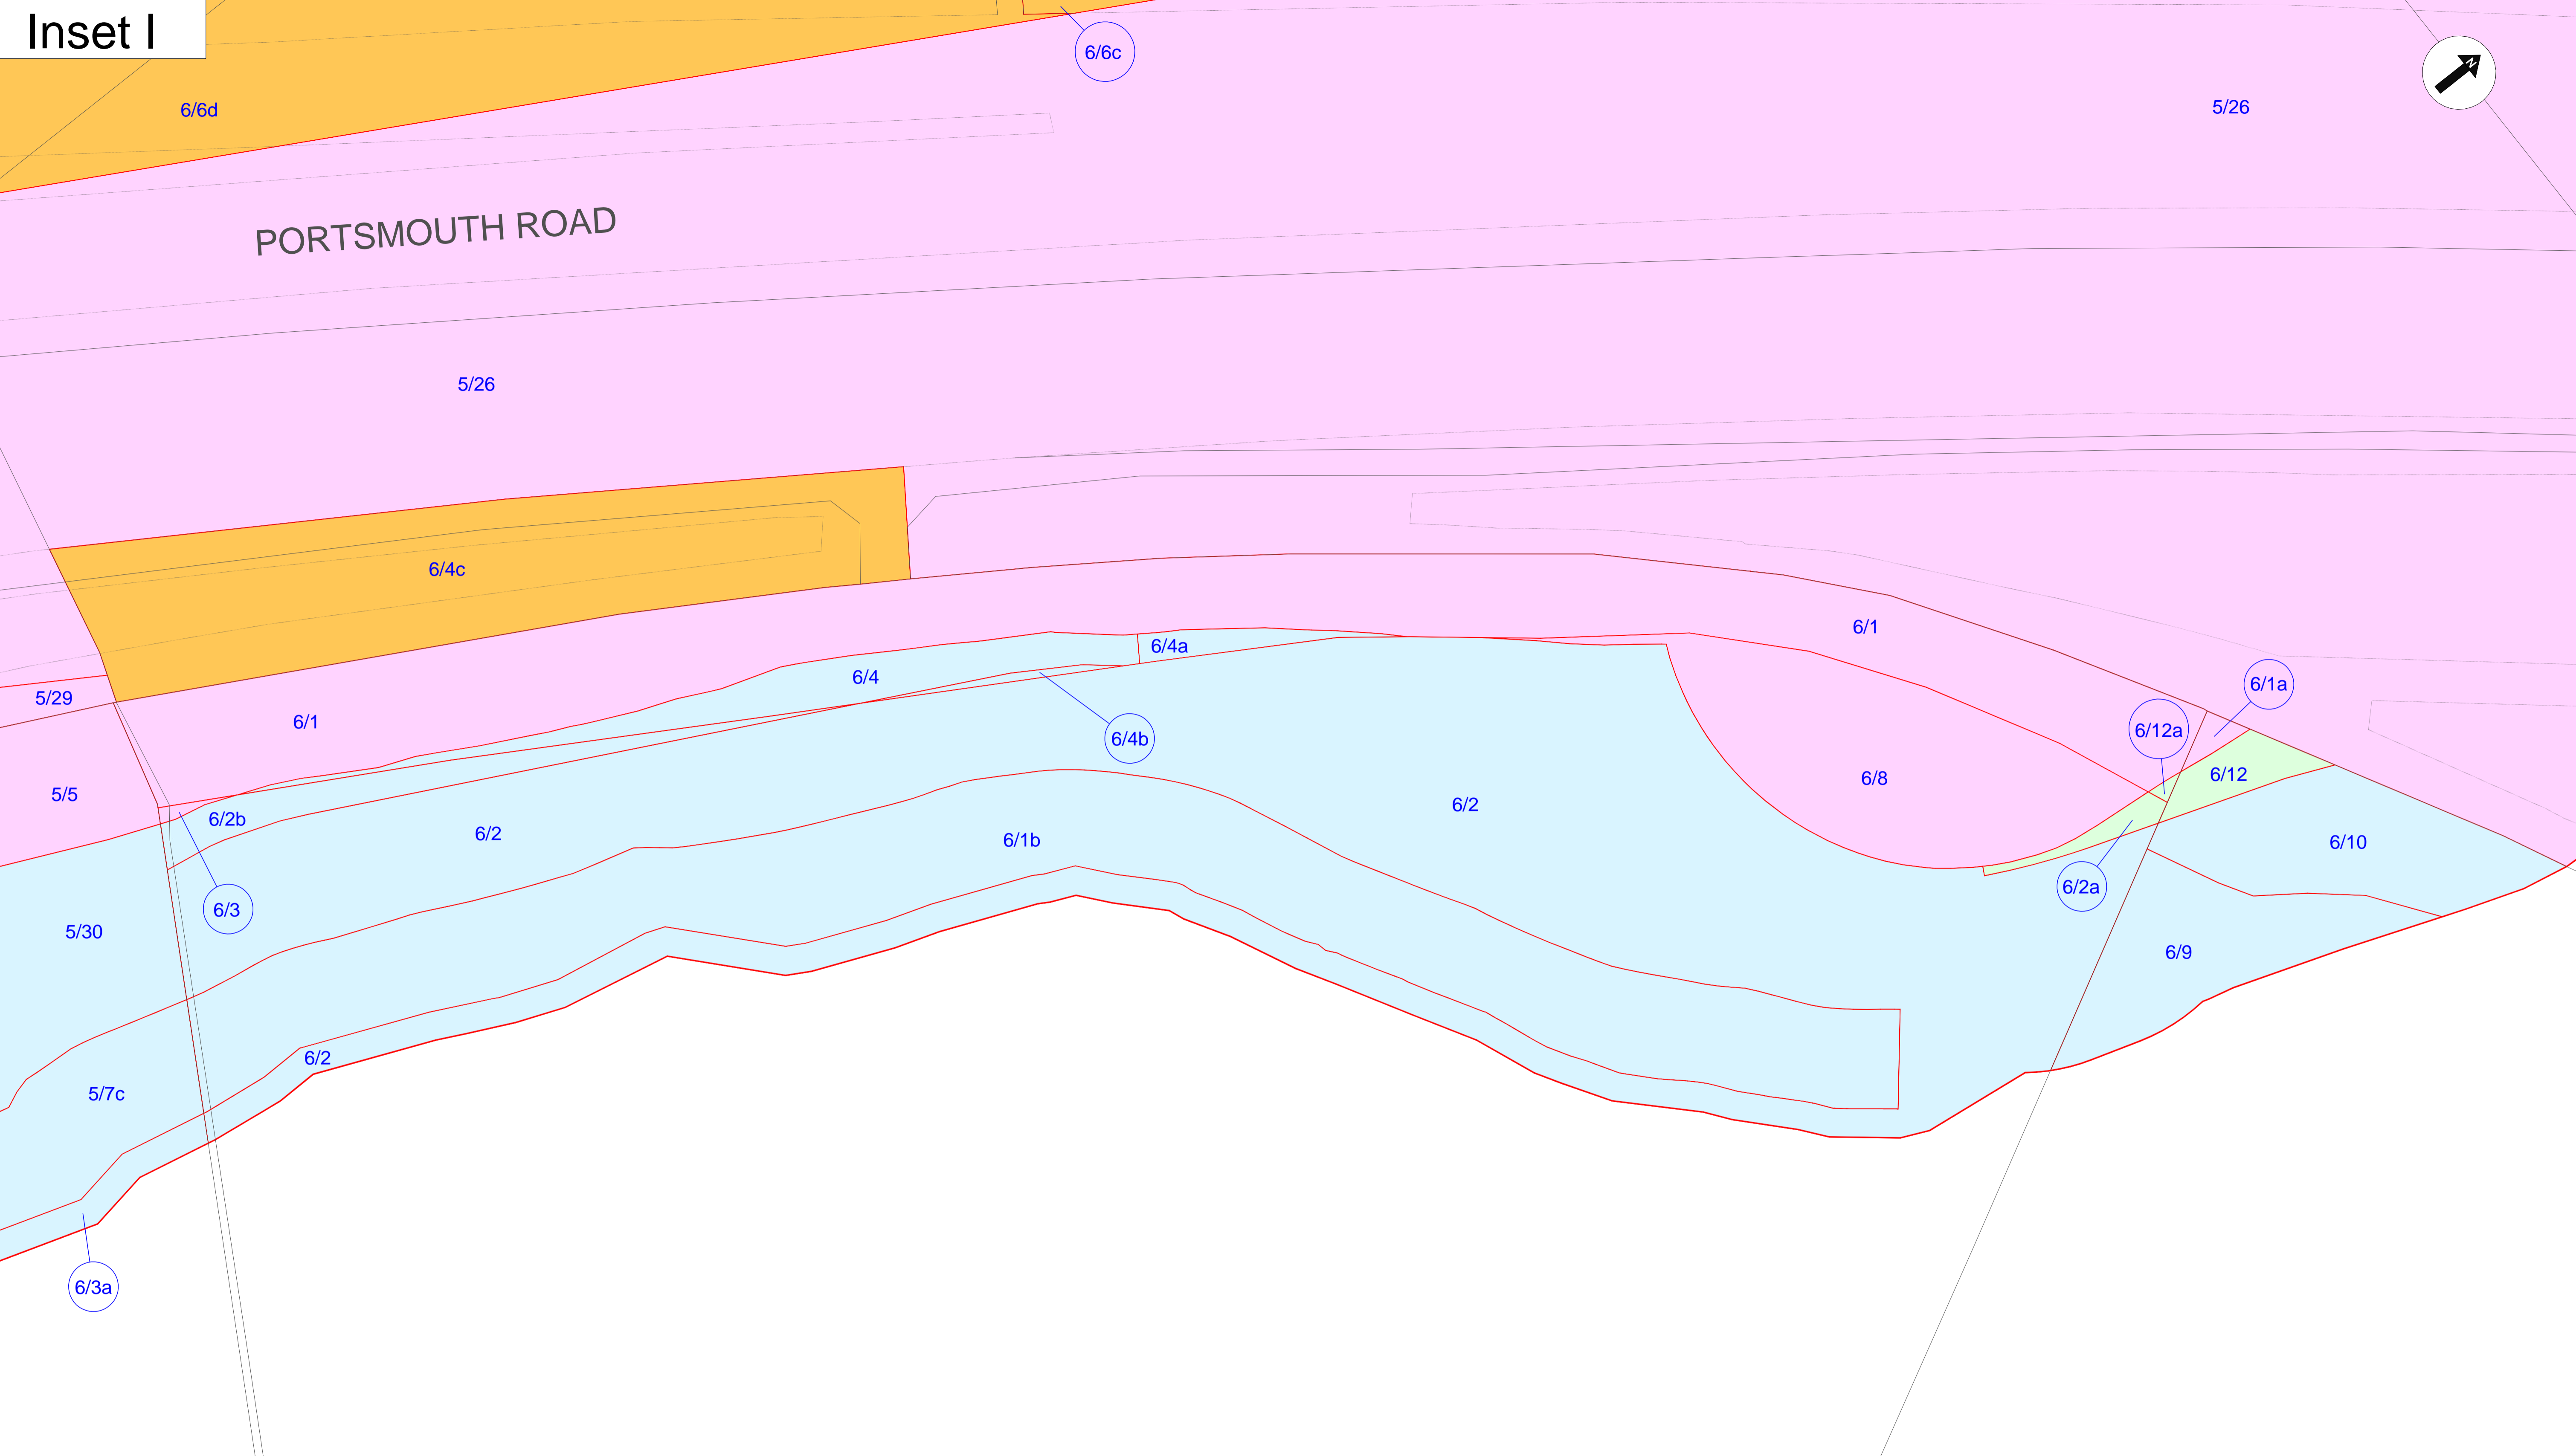 Inset I
6/6c
N
6/6d
5/26
PORTSMOUTH ROAD
5/26
6/4c
6/1
6/4a
6/4
6/1a
5/29
6/1
6/12a
6/4b
6/12
6/8
5/5
6/2
6/2b
6/2
6/1b
6/10
6/2a
6/3
5/30
6/9
6/2
5/7c
6/3a